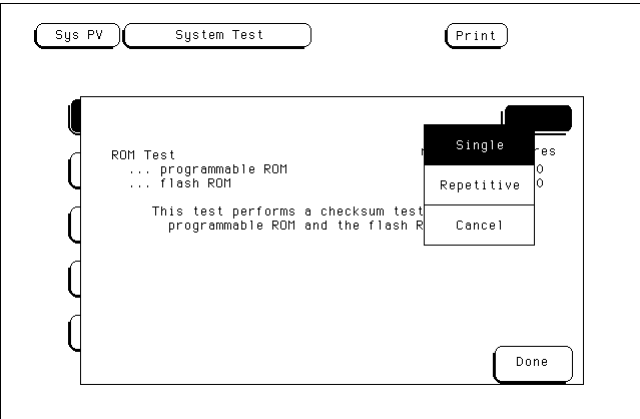 Sys PV System Test Print
Single
ROM Test
... programmable ROM 0
... flash ROM 0
Repetitive
This test performs a checksum test
programmable ROM and the flash
Cancel
Done